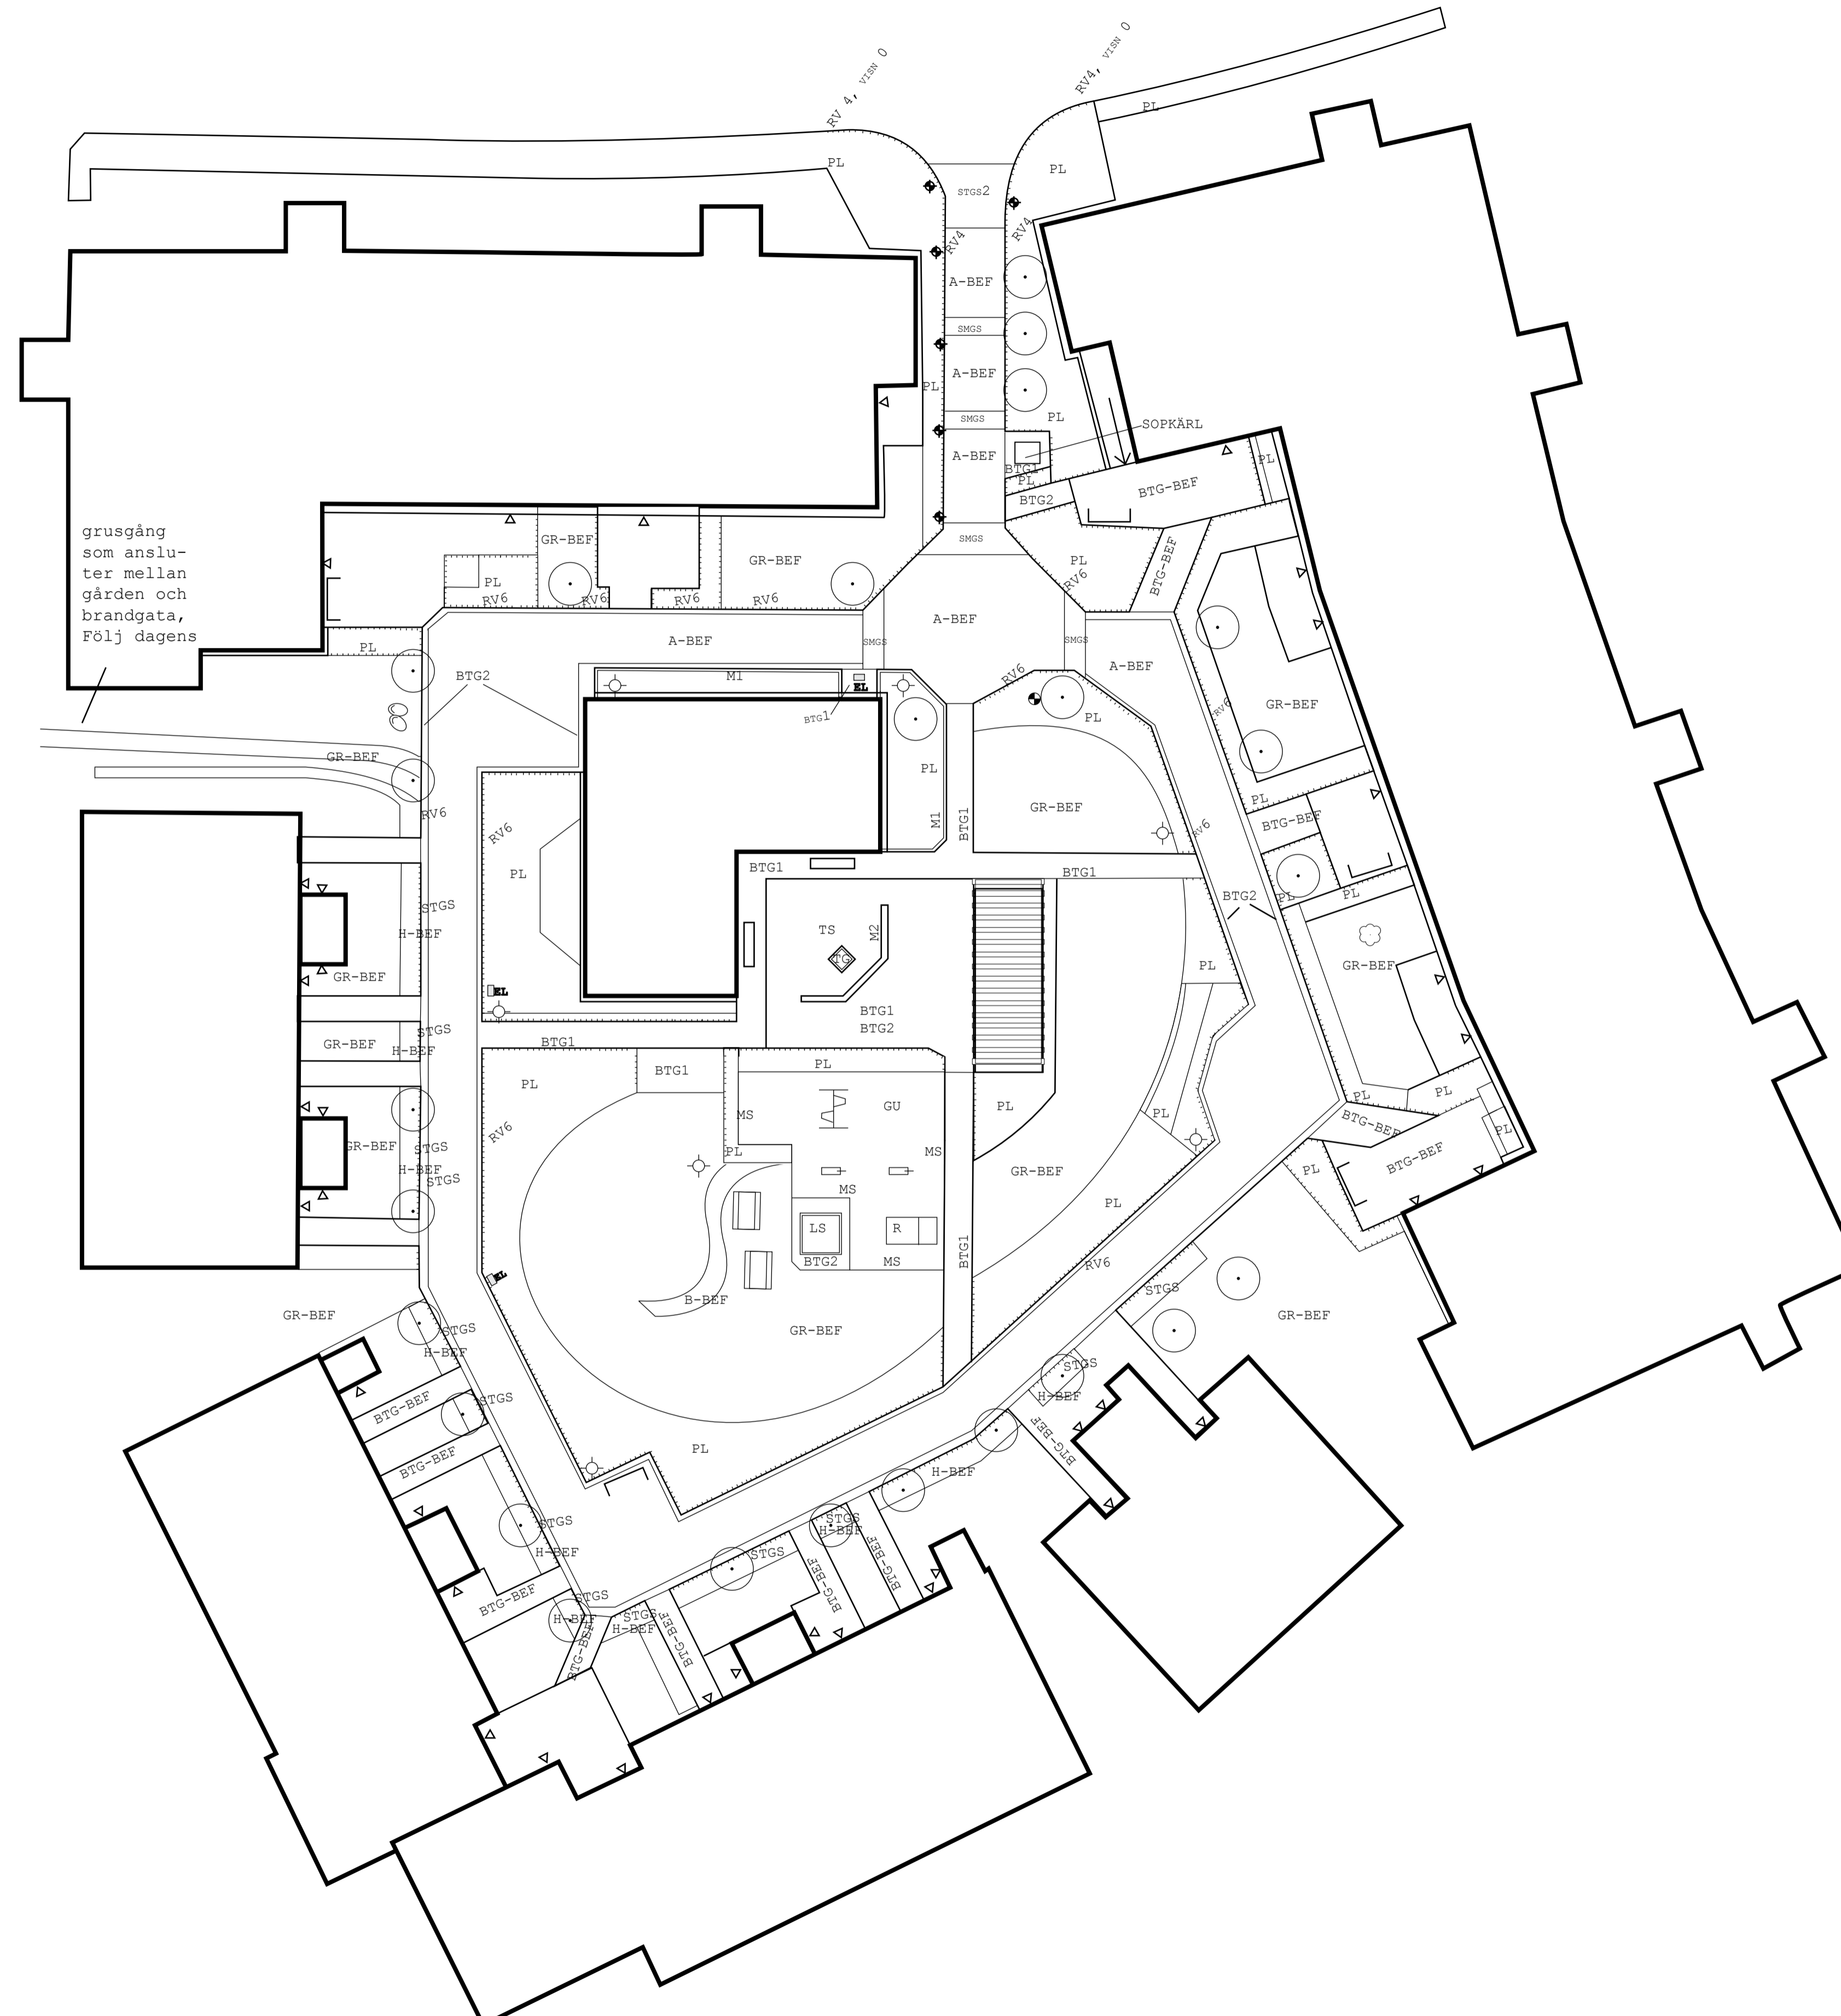 RV 4, VISN 0
RV4, VISN 0
PL
PL
PL
STGS2
RV4
RV4
A-BEF
SMGS
A-BEF
PL
SMGS
PL
SOPKÄRL
A-BEF
PL
BTG1
PL
BTG-BEF
BTG2
grusgång
som anslu-
ter mellan
gården och
brandgata,
Följ dagens
GR-BEF
SMGS
GR-BEF
PL
BTG-BEF
PL
RV6
RV6
RV6
RV6
RV6
A-BEF
PL
A-BEF
SMGS
SMGS
A-BEF
BTG2
M1
RV6
EL
BTG1
PL
RV6
GR-BEF
GR-BEF
PL
PL
RV6
RV6
GR-BEF
M1
BTG1
RV6
BTG-BEF
PL
BTG1
BTG1
STGS
BTG2
PL
PL
H-BEF
TS
M2
TG
GR-BEF
PL
GR-BEF
EL
BTG1
BTG2
STGS
GR-BEF
H-BEF
BTG1
PL
BTG1
PL
PL
PL
MS
GU
PL
PL
BTG-BEF
PL
RV6
GR-BEF
STGS
PL
MS
BTG-BEF
H-BEF
STGS
GR-BEF
PL
MS
PL
LS
R
BTG1
BTG2
MS
RV6
EL
STGS
B-BEF
GR-BEF
GR-BEF
GR-BEF
STGS
H-BEF
STGS
H-BEF
STGS
BTG-BEF
BTG-BEF
PL
BTG-BEF
H-BEF
STGS
STGS
H-BEF
H-BEF
STGS
BTG-BEF
BTG-BEF
BTG-BEF
STGS
H-BEF
STGS
H-BEF
BTG-BEF
BTG-BEF